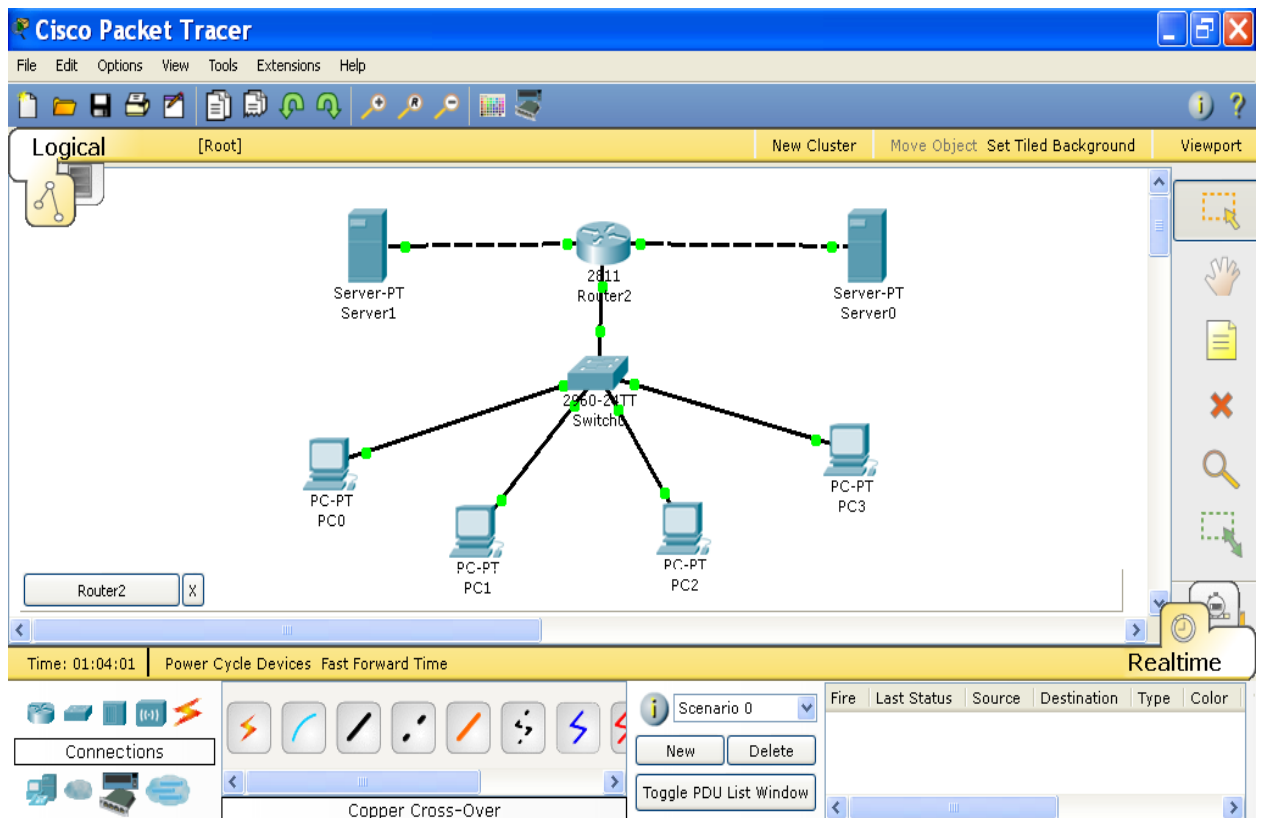 Cisco Packet Tracer
File Edit Options View Tools Extensions Help
Logical [Root] New Cluster Move Object Set Tiled Background Viewport
2811
Router2
Server-PT
Server1
Server-PT
Server0
2960-24TT
Switch0
PC-PT
PC0
PC-PT
PC1
PC-PT
PC2
PC-PT
PC3
Router2 X
Time: 01:04:01 Power Cycle Devices Fast Forward Time Realtime
Connections
Copper Cross-Over
Scenario 0
New Delete
Toggle PDU List Window
Fire Last Status Source Destination Type Color